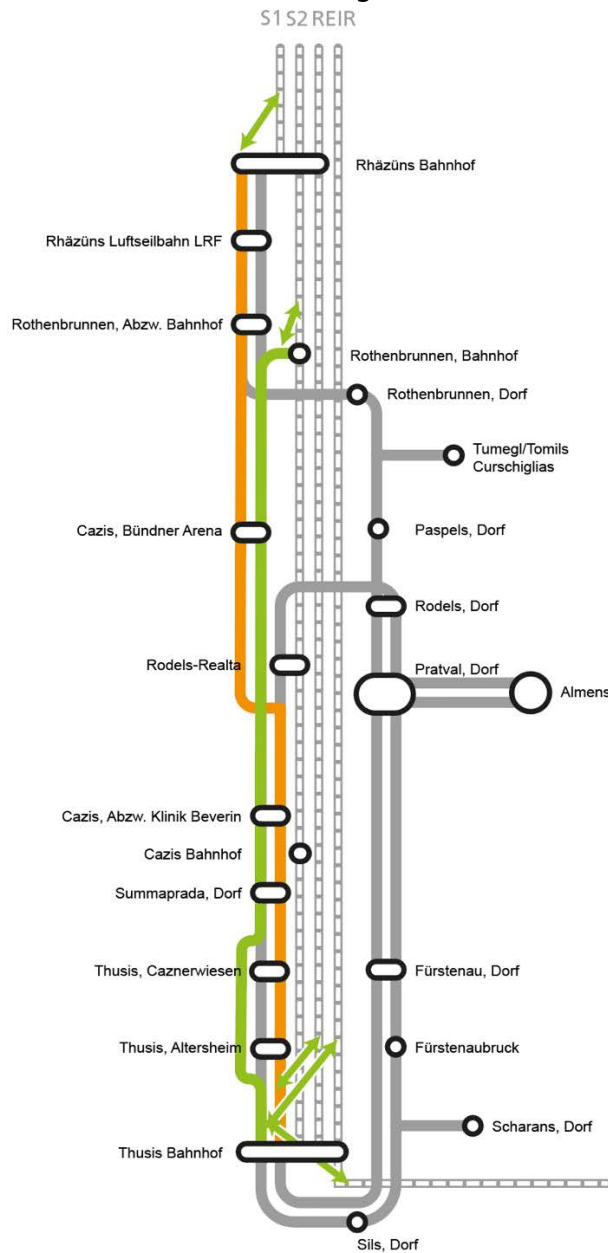 S1 S2 RE IR
Rhäzüns Bahnhof
Rhäzüns Luftseilbahn LRF
Rothenbrunnen, Abzw. Bahnhof
Rothenbrunnen, Bahnhof
Rothenbrunnen, Dorf
Tumegl/Tomils
Curschiglias
Cazis, Bündner Arena
Paspels, Dorf
Rodels, Dorf
Rodels-Realta
Pratval, Dorf
Almens
Cazis, Abzw. Klinik Beverin
Cazis Bahnhof
Summaprada, Dorf
Thusis, Caznerwiesen
Fürstenau, Dorf
Thusis, Altersheim
Fürstenaubruck
Scharans, Dorf
Thusis Bahnhof
Sils, Dorf